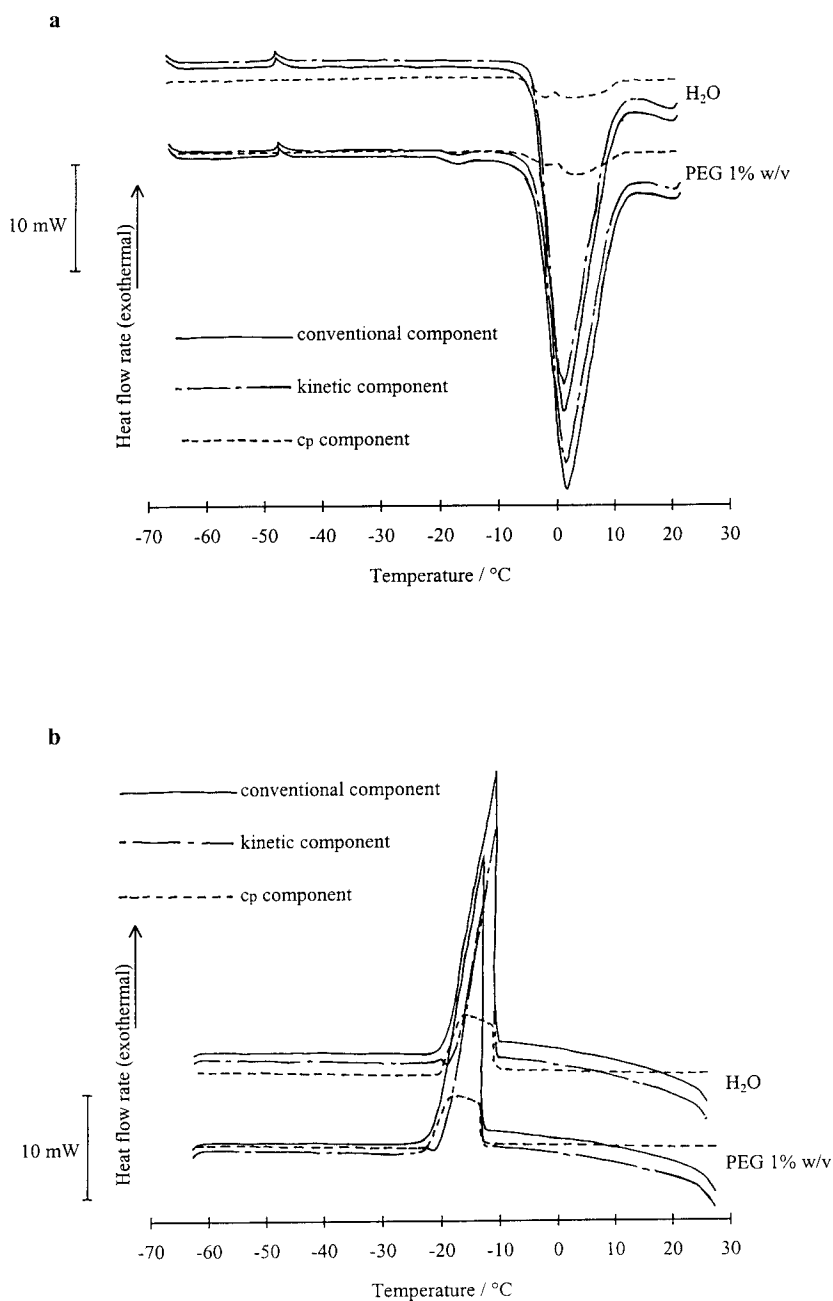 a
H₂O
PEG 1% w/v
10 mW
Heat flow rate (exothermal)
conventional component
kinetic component
cp component
-70 -60 -50 -40 -30 -20 -10 0 10 20 30
Temperature / °C
b
conventional component
kinetic component
cp component
Heat flow rate (exothermal)
H₂O
10 mW
PEG 1% w/v
-70 -60 -50 -40 -30 -20 -10 0 10 20 30
Temperature / °C